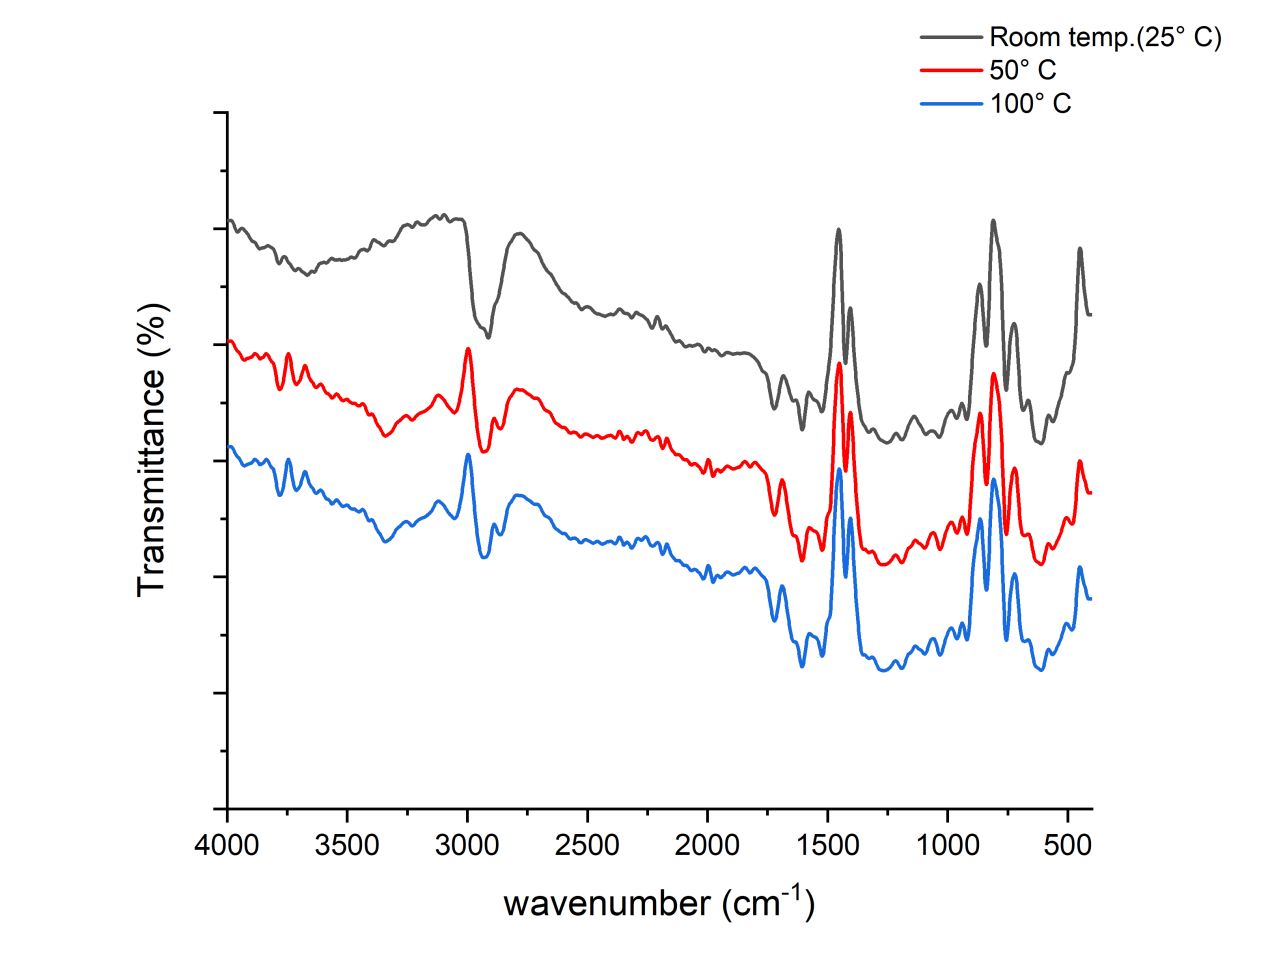 Room temp.(25° C)
50° C
100° C
Transmittance (%)
4000 3500 3000 2500 2000 1500 1000 500
wavenumber (cm⁻¹)